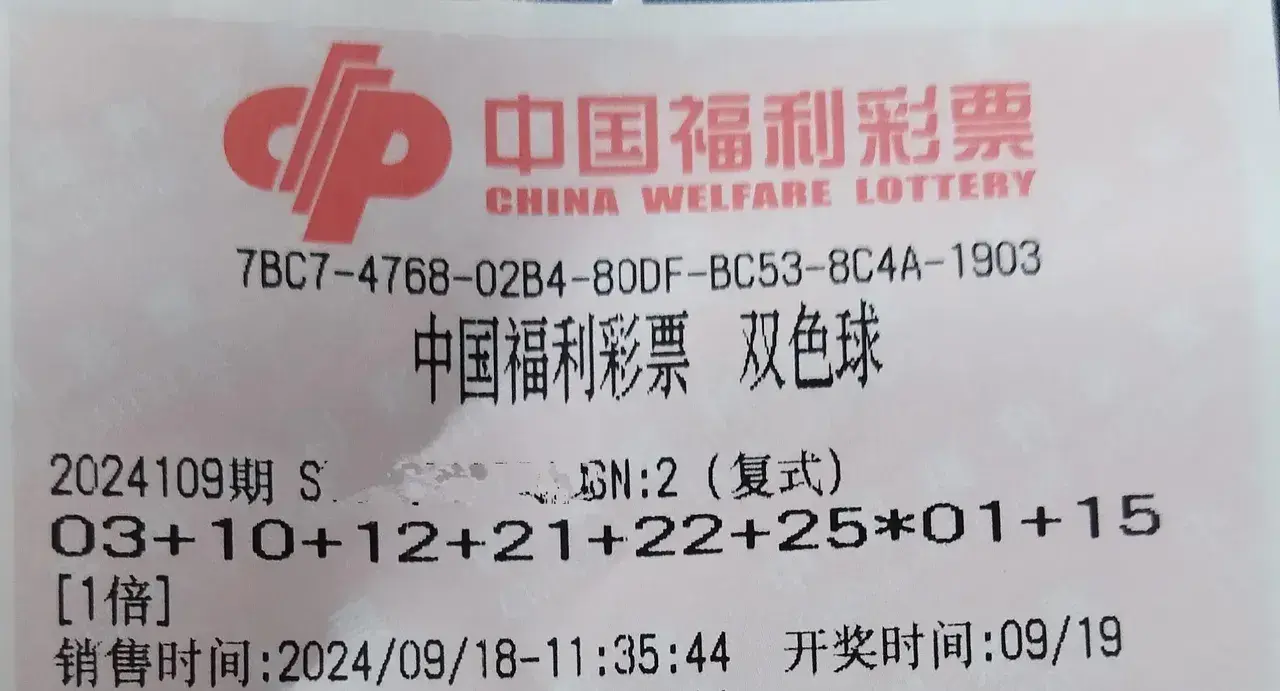 中国福利彩票
CHINA WELFARE LOTTERY
7BC7-4768-02B4-80DF-BC53-8C4A-1903
中国福利彩票 双色球
2024109期 S GN:2 (复式)
03+10+12+21+22+25*01+15
[1倍]
销售时间:2024/09/18-11:35:44 开奖时间:09/19